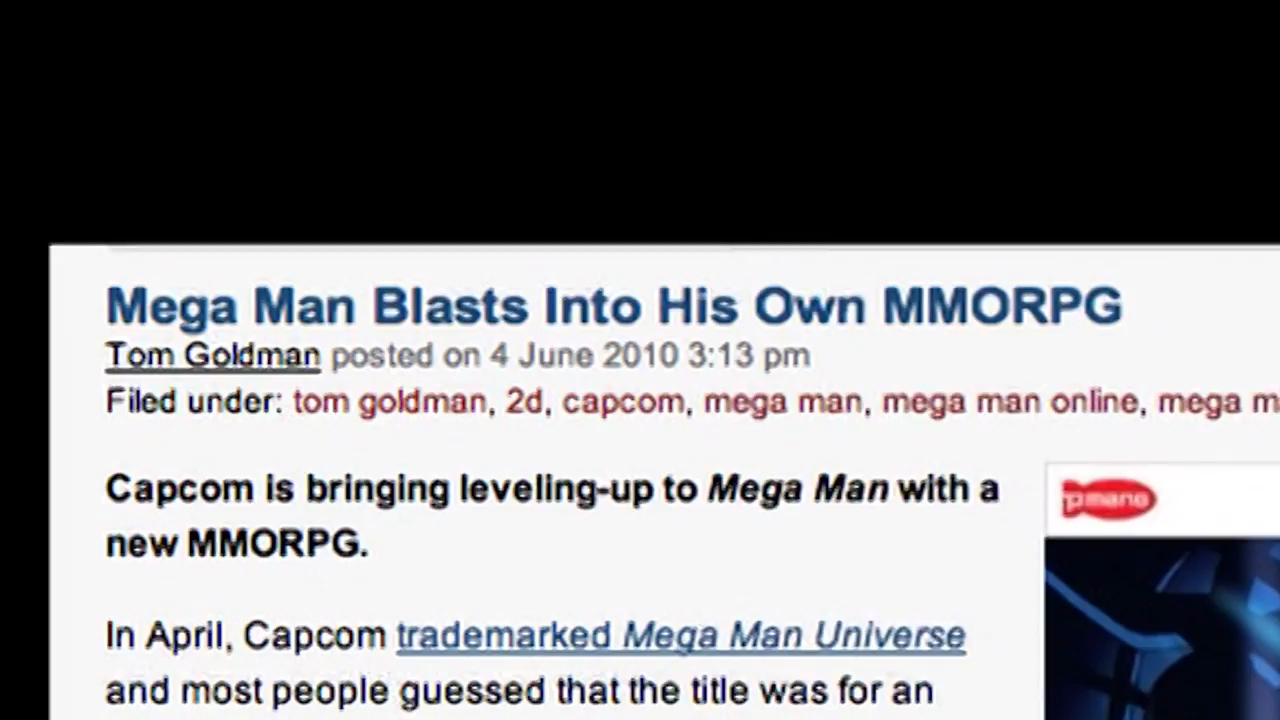 Mega Man Blasts Into His Own MMORPG
Tom Goldman posted on 4 June 2010 3:13 pm
Filed under: tom goldman, 2d, capcom, mega man, mega man online, mega m
Capcom is bringing leveling-up to Mega Man with a
new MMORPG.
pmang
In April, Capcom trademarked Mega Man Universe
and most people guessed that the title was for an